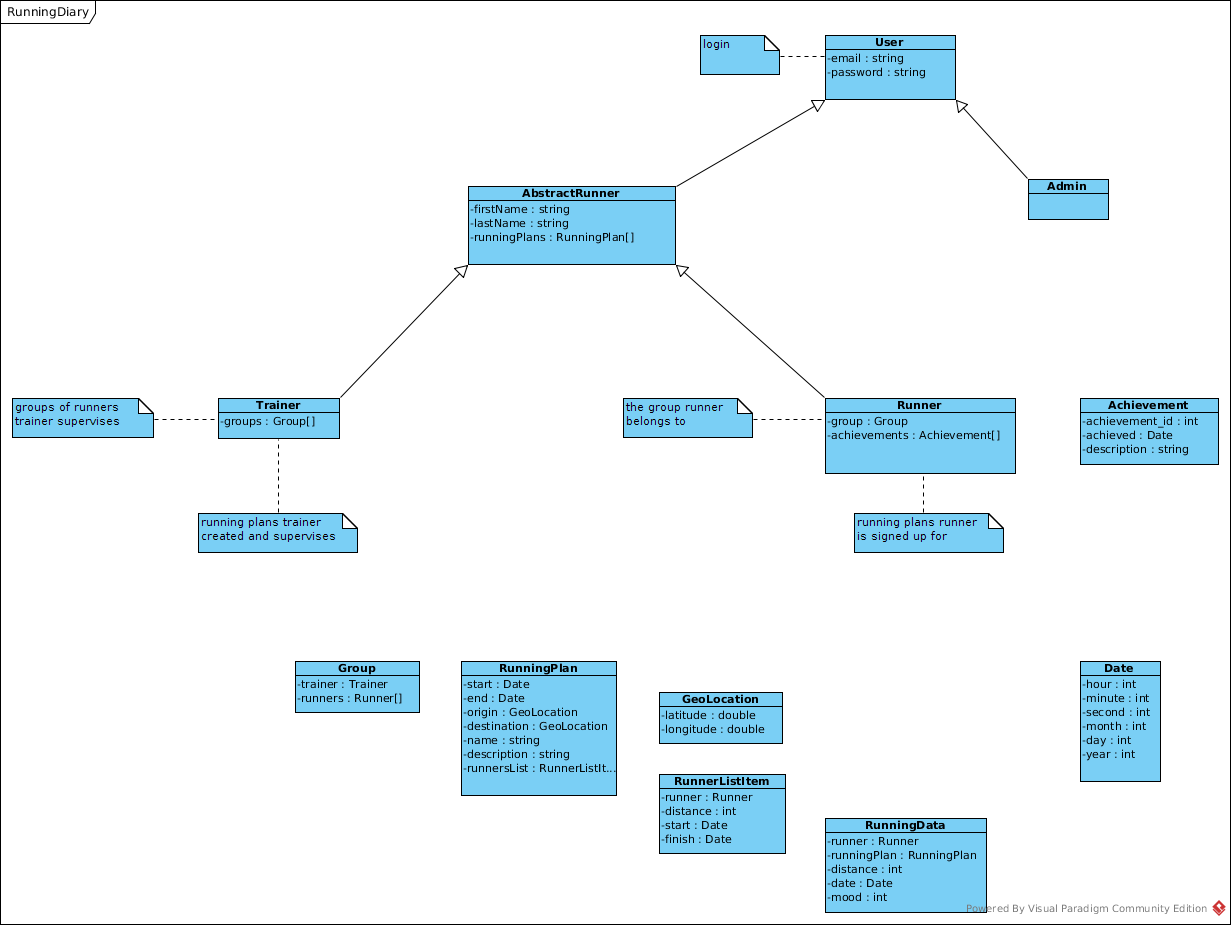 RunningDiary
login
User
-email : string
-password : string
AbstractRunner
-firstName : string
-lastName : string
-runningPlans : RunningPlan[]
Admin
groups of runners
trainer supervises
Trainer
-groups : Group[]
the group runner
belongs to
Runner
-group : Group
-achievements : Achievement[]
Achievement
-achievement_id : int
-achieved : Date
-description : string
running plans trainer
created and supervises
running plans runner
is signed up for
Group
-trainer : Trainer
-runners : Runner[]
RunningPlan
-start : Date
-end : Date
-origin : GeoLocation
-destination : GeoLocation
-name : string
-description : string
-runnersList : RunnerListIt...
GeoLocation
-latitude : double
-longitude : double
RunnerListItem
-runner : Runner
-distance : int
-start : Date
-finish : Date
Date
-hour : int
-minute : int
-second : int
-month : int
-day : int
-year : int
RunningData
-runner : Runner
-runningPlan : RunningPlan
-distance : int
-date : Date
-mood : int
Powered By Visual Paradigm Community Edition